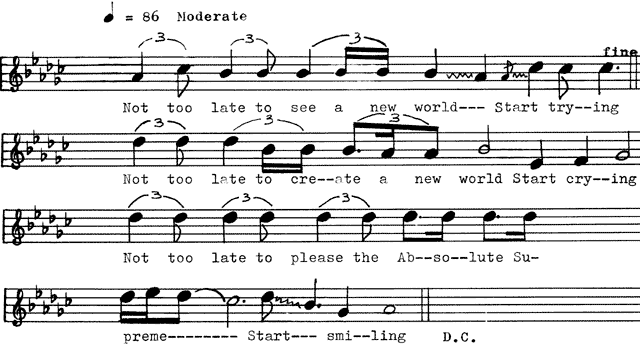 = 86 Moderate
3 3 3
fine
Not too late to see a new world--- Start try--ing
3 3 3
Not too late to cre--ate a new world Start cry--ing
3 3 3
Not too late to please the Ab--so--lute Su-
preme-------- Start--- smi--ling D.C.